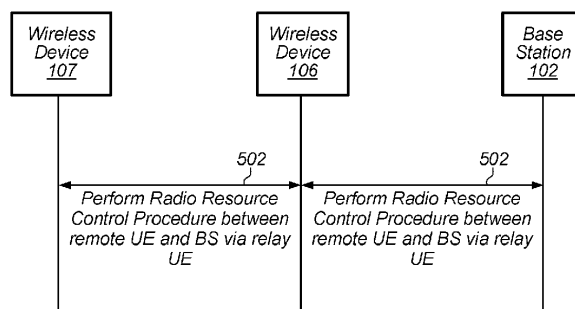 Wireless
Device
107
Wireless
Device
106
Base
Station
102
502
502
Perform Radio Resource
Control Procedure between
remote UE and BS via relay
UE
Perform Radio Resource
Control Procedure between
remote UE and BS via relay
UE